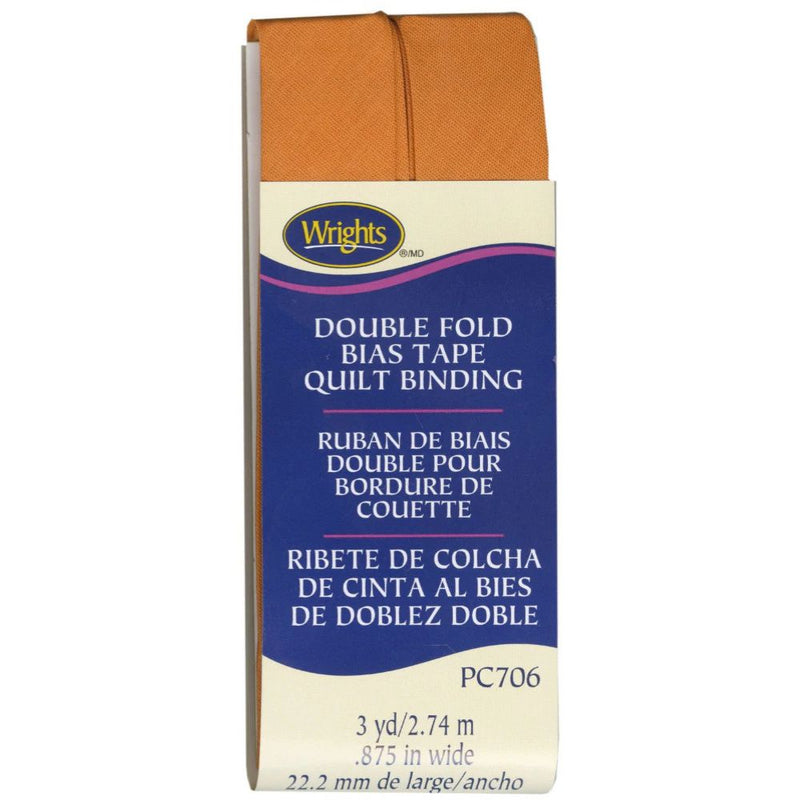 Wrights
®/MD
DOUBLE FOLD
BIAS TAPE
QUILT BINDING
RUBAN DE BIAIS
DOUBLE POUR
BORDURE DE
COUETTE
RIBETE DE COLCHA
DE CINTA AL BIES
DE DOBLEZ DOBLE
PC706
3 yd/2.74 m
.875 in wide
22.2 mm de large/ancho